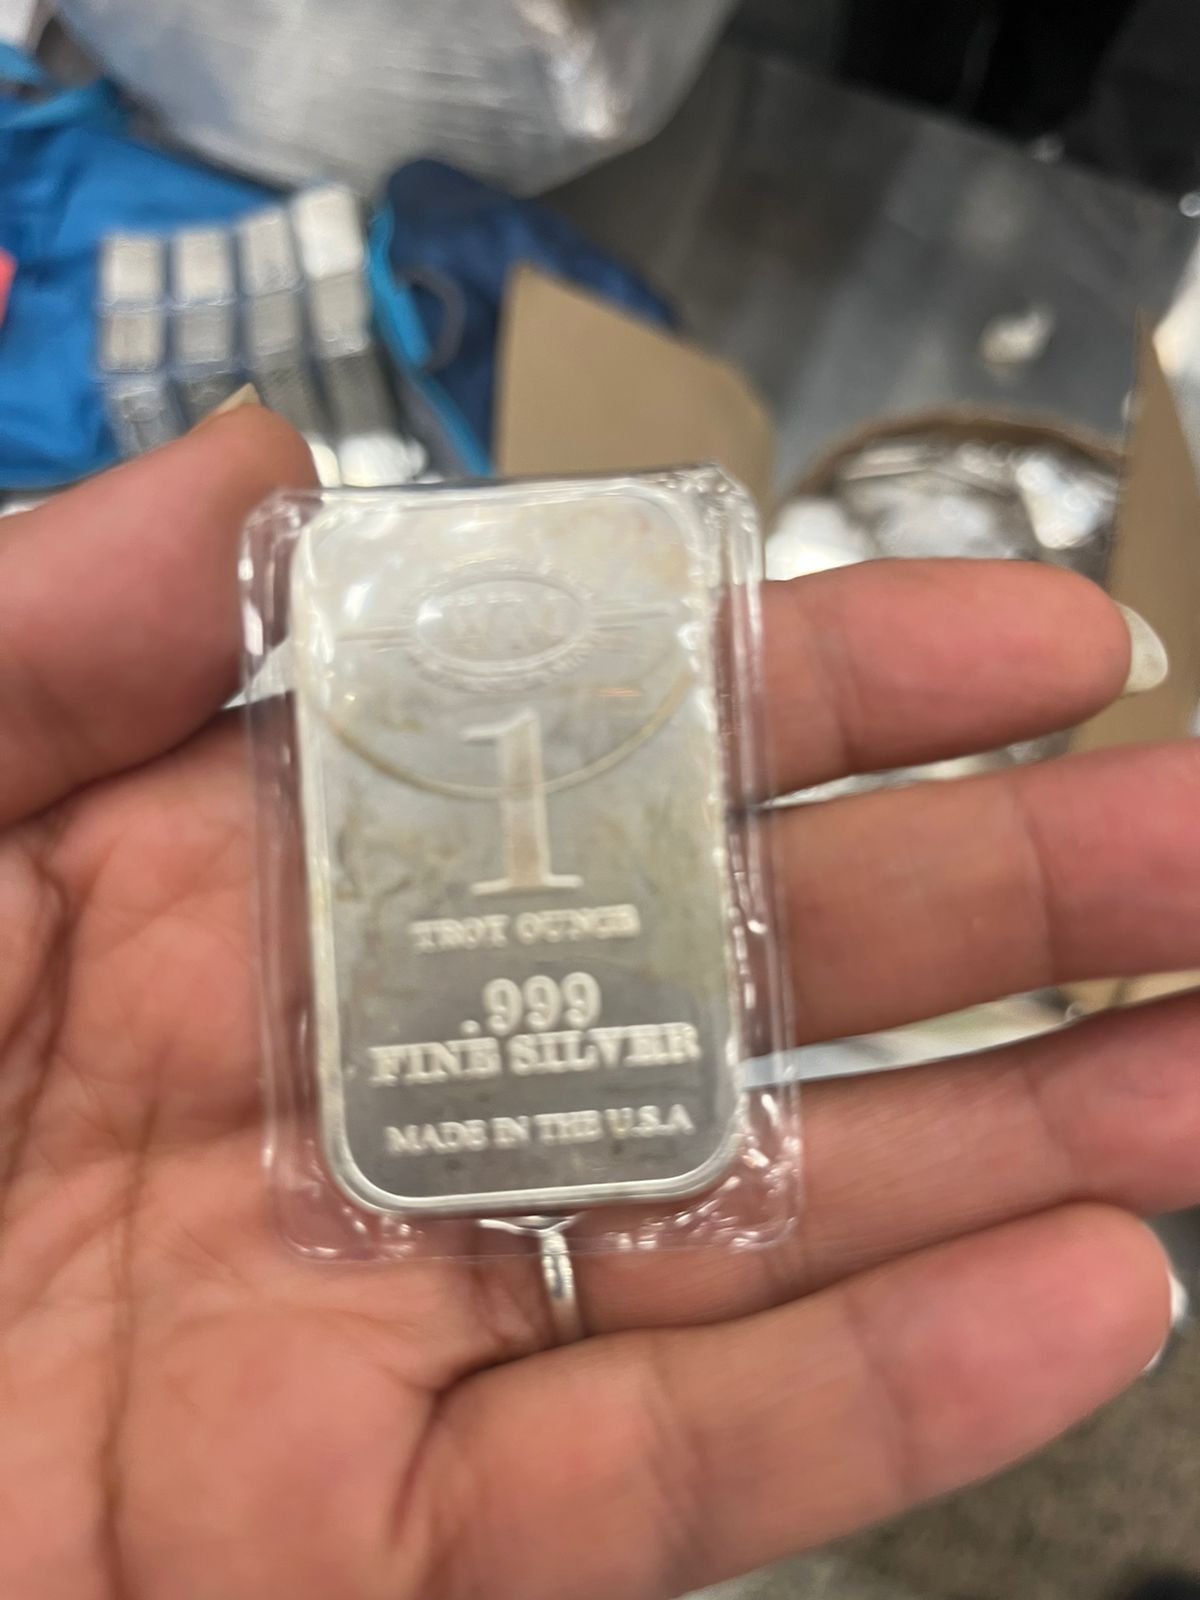 1
TROY OUNCE
.999
FINE SILVER
MADE IN THE U.S.A